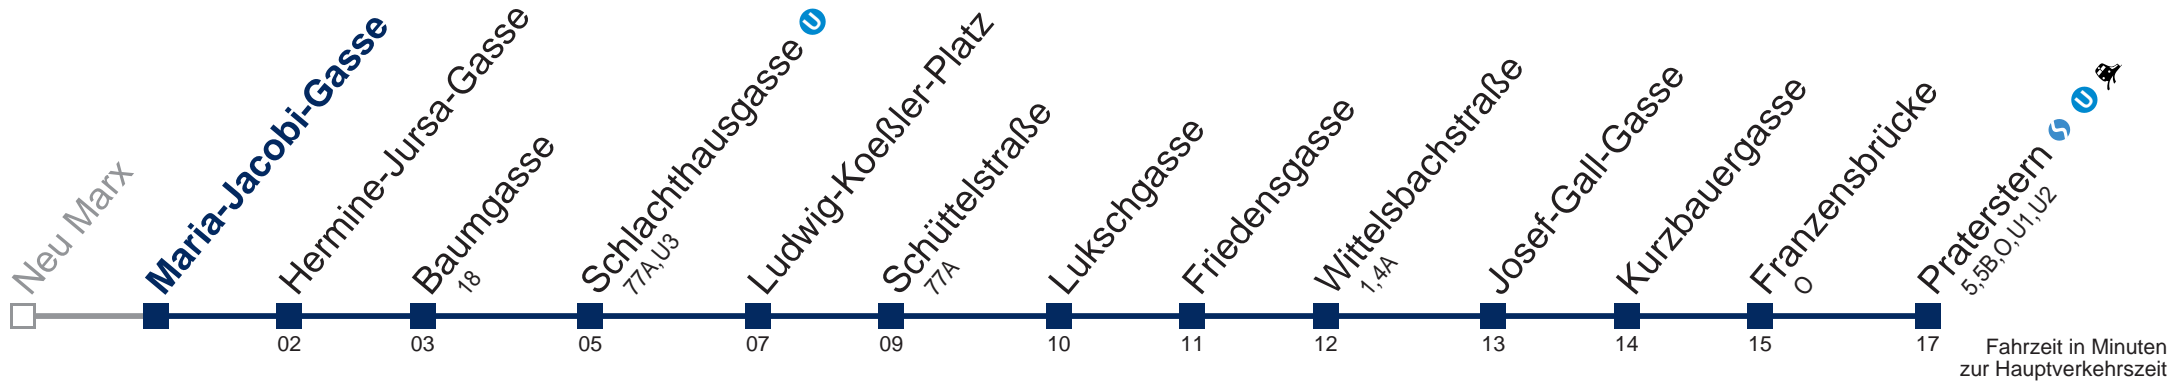 Neu Marx
Maria-Jacobi-Gasse
Hermine-Jursa-Gasse
02
Baumgasse
18
03
Schlachthausgasse U
77A,U3
05
Ludwig-Koeßler-Platz
07
Schüttelstraße
77A
09
Lukschgasse
10
Friedensgasse
11
Wittelsbachstraße
1,4A
12
Josef-Gall-Gasse
13
Kurzbauergasse
14
Franzensbrücke
O
15
Praterstern S U
5,5B,O,U1,U2
17
Fahrzeit in Minuten
zur Hauptverkehrszeit